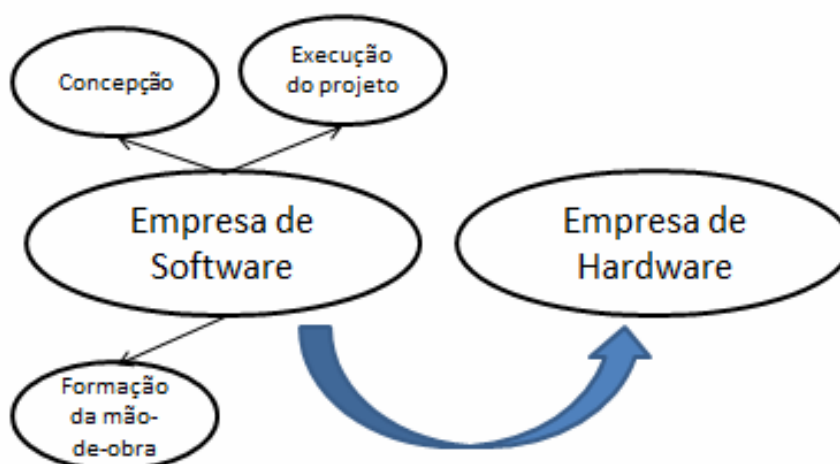 Concepção
Execução
do projeto
Empresa de
Software
Empresa de
Hardware
Formação
da mão-
de-obra